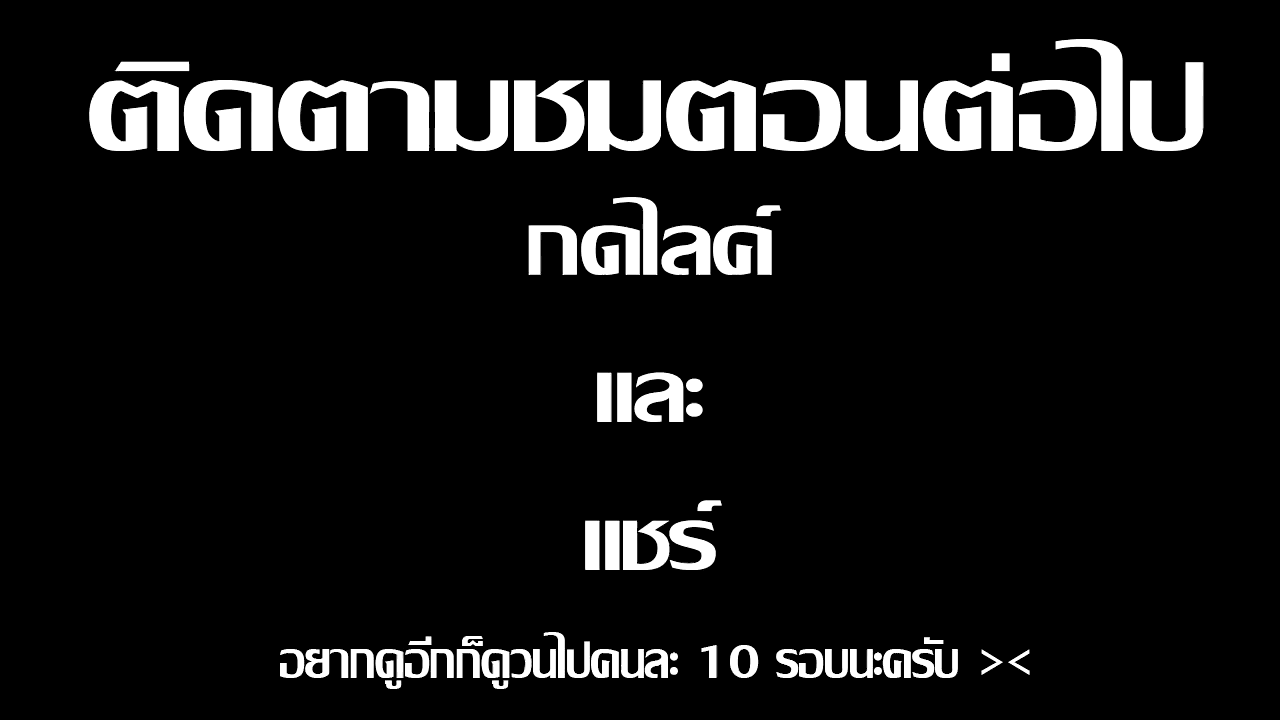 ติดตามชมตอนต่อไป
กดไลค์
และ
แชร์
อยากดูอีกก็ดูวนไปคนละ 10 รอบนะครับ ><